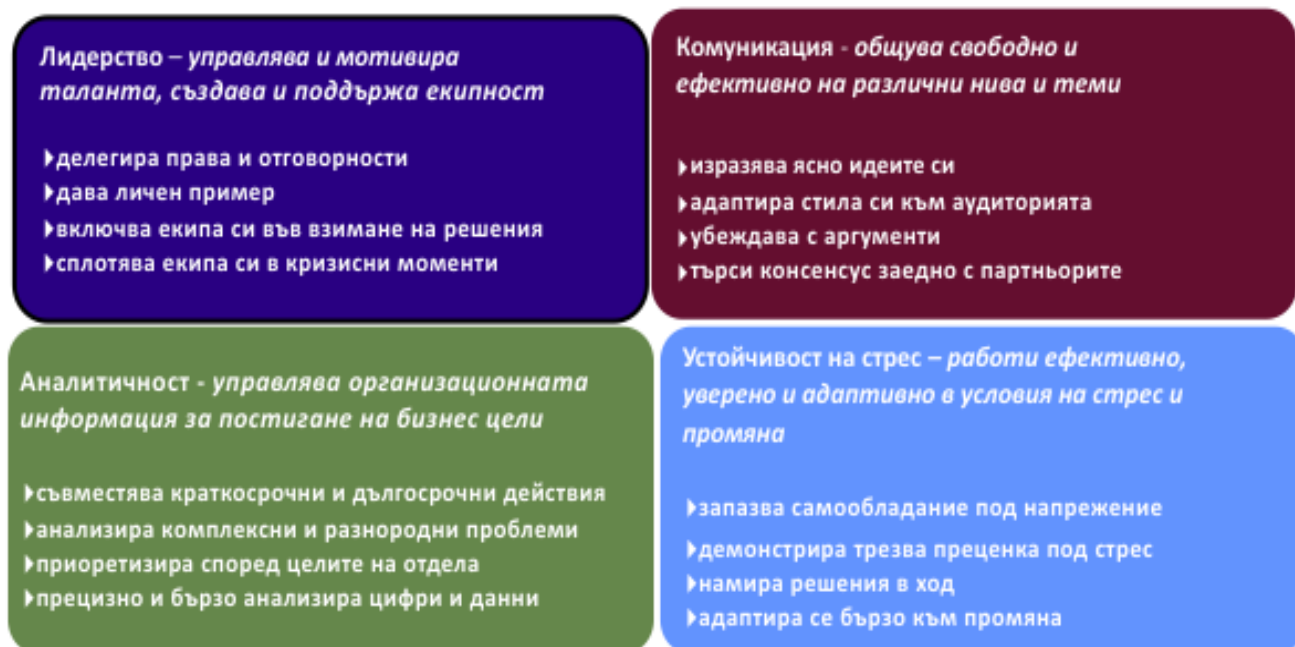 Лидерство – управлява и мотивира
таланта, създава и поддържа екипност
делегира права и отговорности
дава личен пример
включва екипа си във взимане на решения
сплотява екипа си в кризисни моменти
Комуникация - общува свободно и
ефективно на различни нива и теми
изразява ясно идеите си
адаптира стила си към аудиторията
убеждава с аргументи
търси консенсус заедно с партньорите
Аналитичност - управлява организационната
информация за постигане на бизнес цели
съвместява краткосрочни и дългосрочни действия
анализира комплексни и разнородни проблеми
приоретизира според целите на отдела
прецизно и бързо анализира цифри и данни
Устойчивост на стрес – работи ефективно,
уверено и адаптивно в условия на стрес и
промяна
запазва самообладание под напрежение
демонстрира трезва преценка под стрес
намира решения в ход
адаптира се бързо към промяна